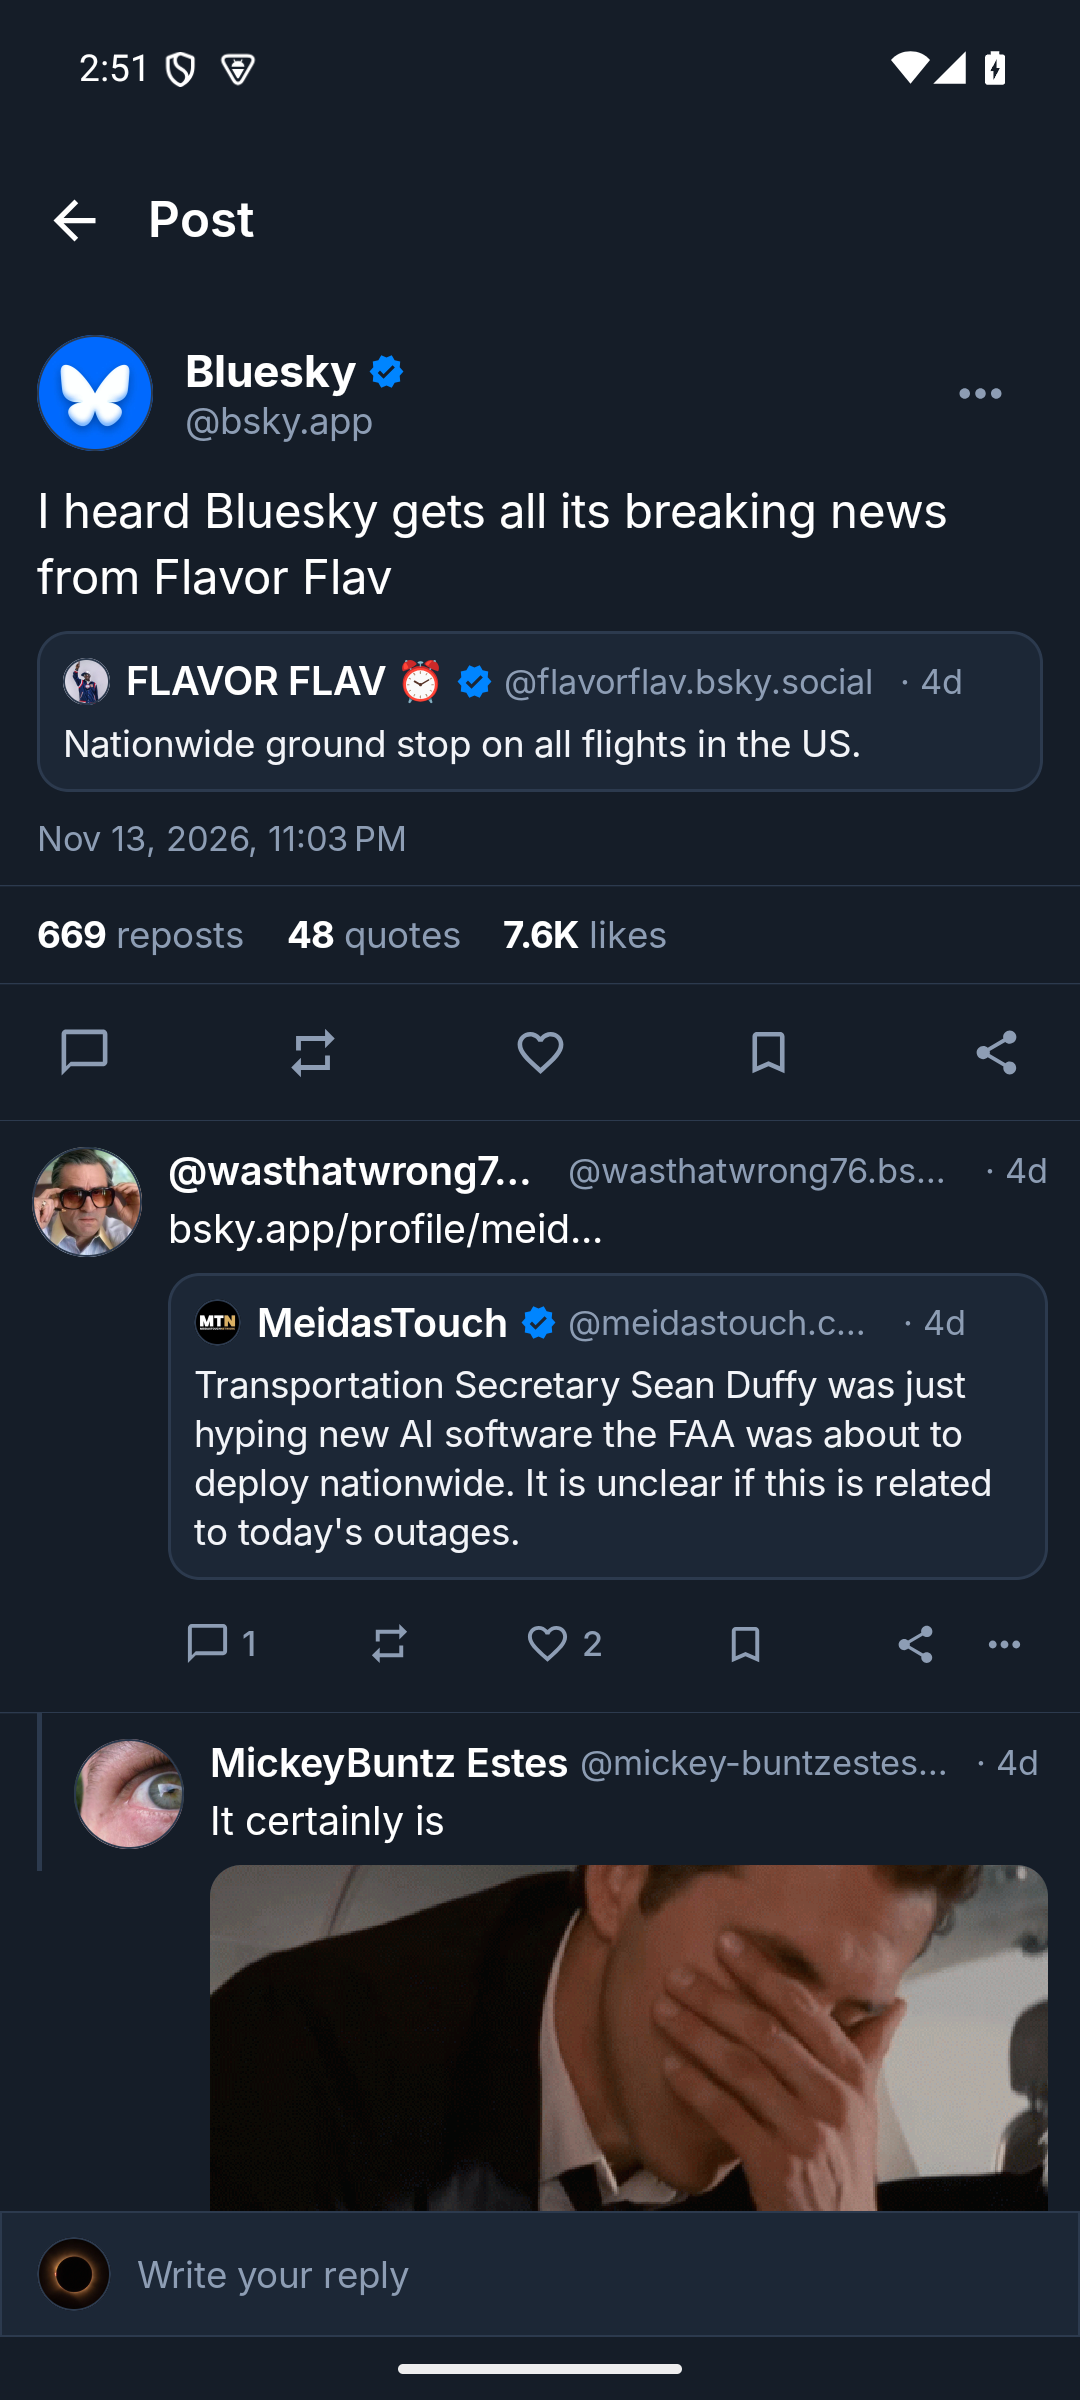 2:51
Post
Bluesky
@bsky.app
I heard Bluesky gets all its breaking news
from Flavor Flav
FLAVOR FLAV ⏰ @flavorflav.bsky.social · 4d
Nationwide ground stop on all flights in the US.
Nov 13, 2026, 11:03 PM
669 reposts 48 quotes 7.6K likes
@wasthatwrong7... @wasthatwrong76.bs... · 4d
bsky.app/profile/meid...
MTN MeidasTouch @meidastouch.c... · 4d
Transportation Secretary Sean Duffy was just
hyping new AI software the FAA was about to
deploy nationwide. It is unclear if this is related
to today's outages.
1 2
MickeyBuntz Estes @mickey-buntzestes... · 4d
It certainly is
Write your reply